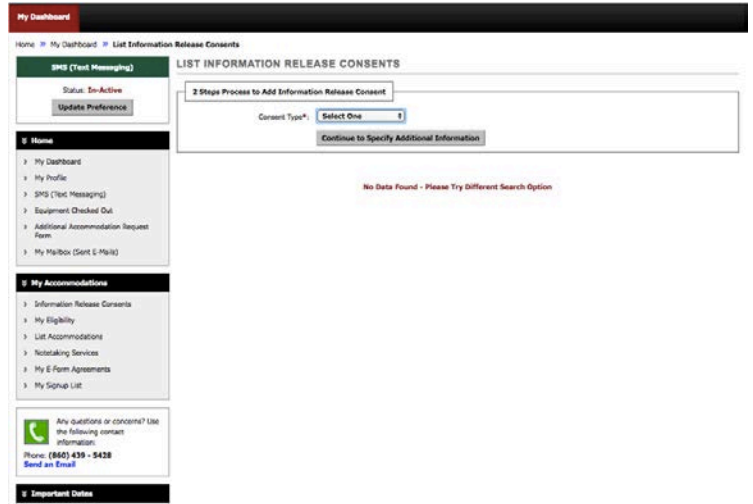 My Dashboard
Home » My Dashboard » List Information Release Consents
SMS (Text Messaging)
Status: In-Active
Update Preference
Home
My Dashboard
My Profile
SMS (Text Messaging)
Equipment Checked Out
Additional Accommodation Request
Form
My Mailbox (Sent E-Mails)
My Accommodations
Information Release Consents
My Eligibility
List Accommodations
Notetaking Services
My E-Form Agreements
My Signup List
Any questions or concerns? Use
the following contact
information:
Phone: (860) 439 - 5428
Send an Email
Important Dates
LIST INFORMATION RELEASE CONSENTS
2 Steps Process to Add Information Release Consent
Consent Type*: Select One
Continue to Specify Additional Information
No Data Found - Please Try Different Search Option